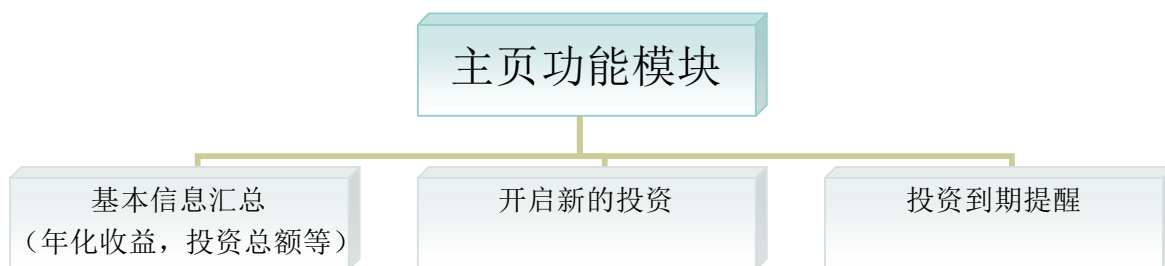 主页功能模块
基本信息汇总
（年化收益，投资总额等）
开启新的投资
投资到期提醒